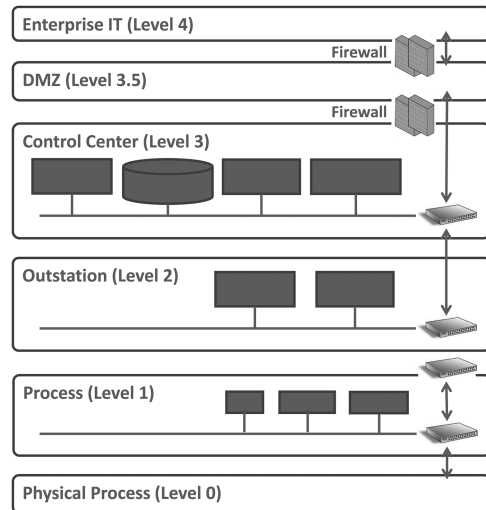 Enterprise IT (Level 4)
Firewall
DMZ (Level 3.5)
Firewall
Control Center (Level 3)
Outstation (Level 2)
Process (Level 1)
Physical Process (Level 0)